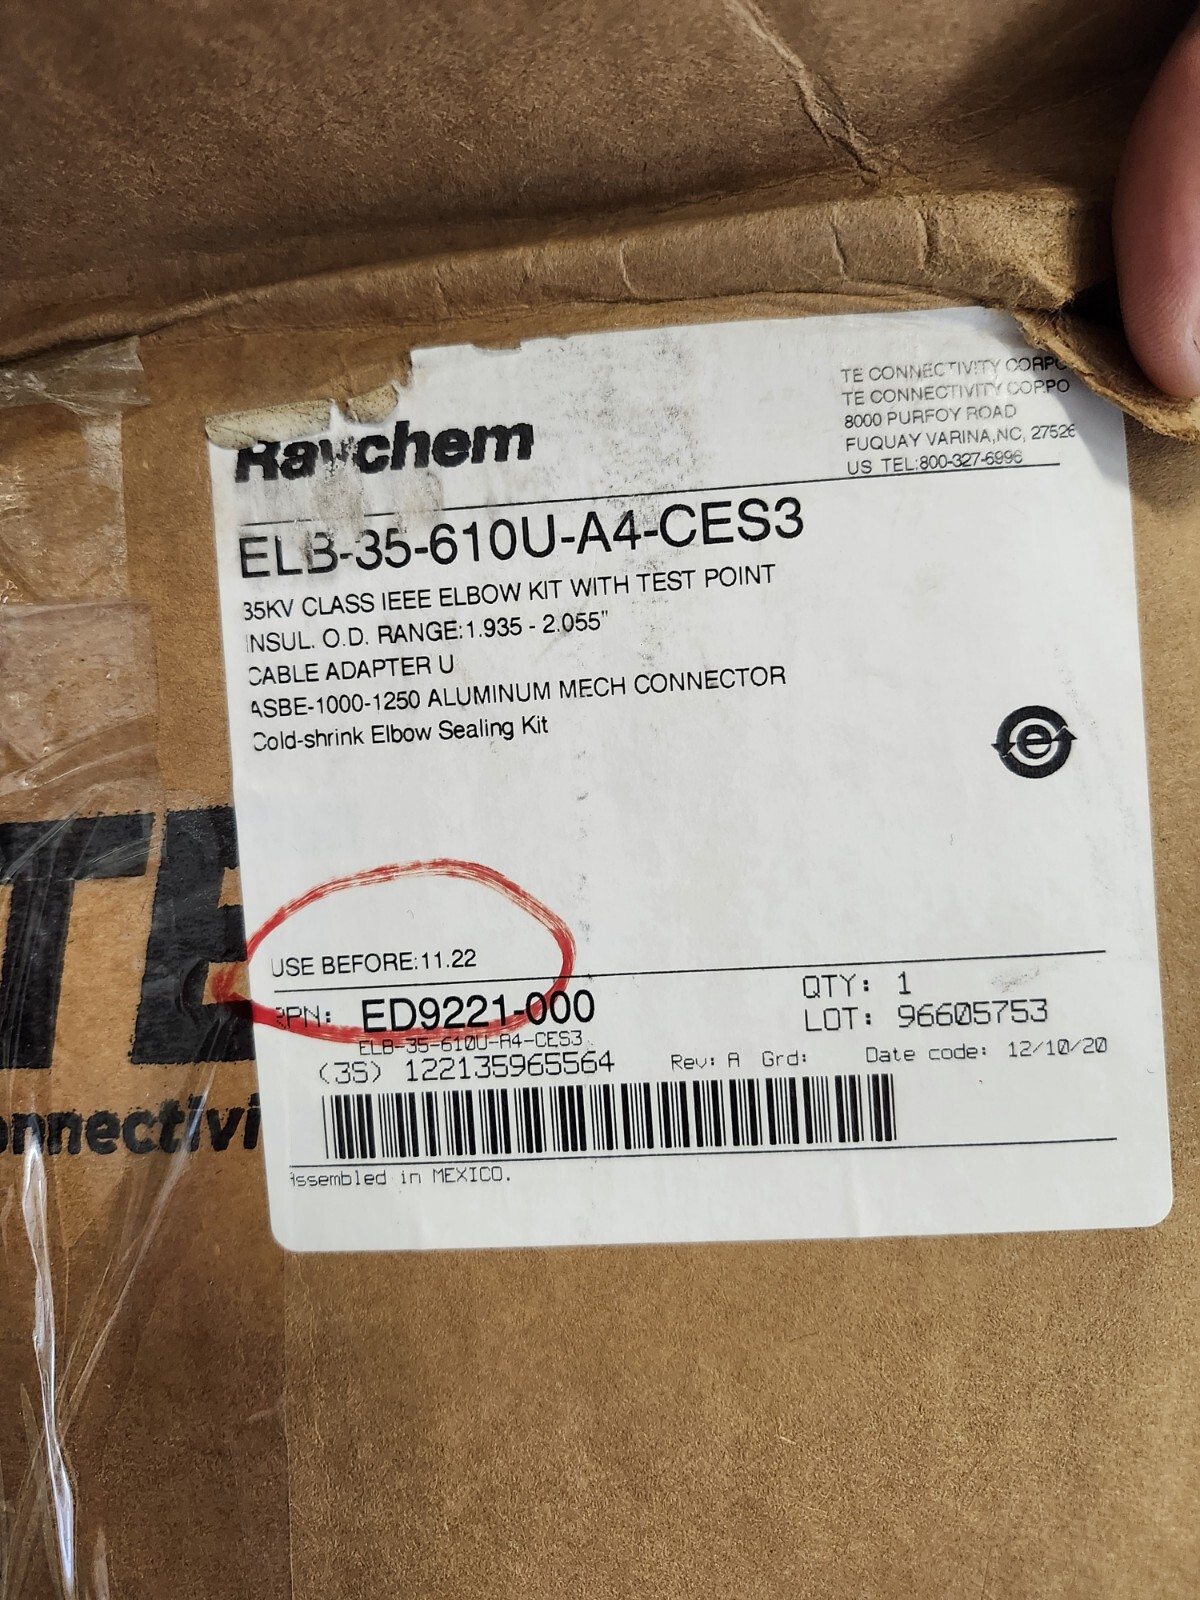 Raychem
TE CONNECTIVITY CORPO
TE CONNECTIVITY CORPO
8000 PURFOY ROAD
FUQUAY VARINA,NC, 27526
US TEL:800-327-6996
ELB-35-610U-A4-CES3
35KV CLASS IEEE ELBOW KIT WITH TEST POINT
INSUL. O.D. RANGE:1.935 - 2.055"
CABLE ADAPTER U
ASBE-1000-1250 ALUMINUM MECH CONNECTOR
Cold-shrink Elbow Sealing Kit
e
USE BEFORE:11.22
PN: ED9221-000
ELB-35-610U-A4-CES3
(3S) 122135965564
QTY: 1
LOT: 96605753
Rev: A Grd: Date code: 12/10/20
Assembled in MEXICO.
TE
onnectivi